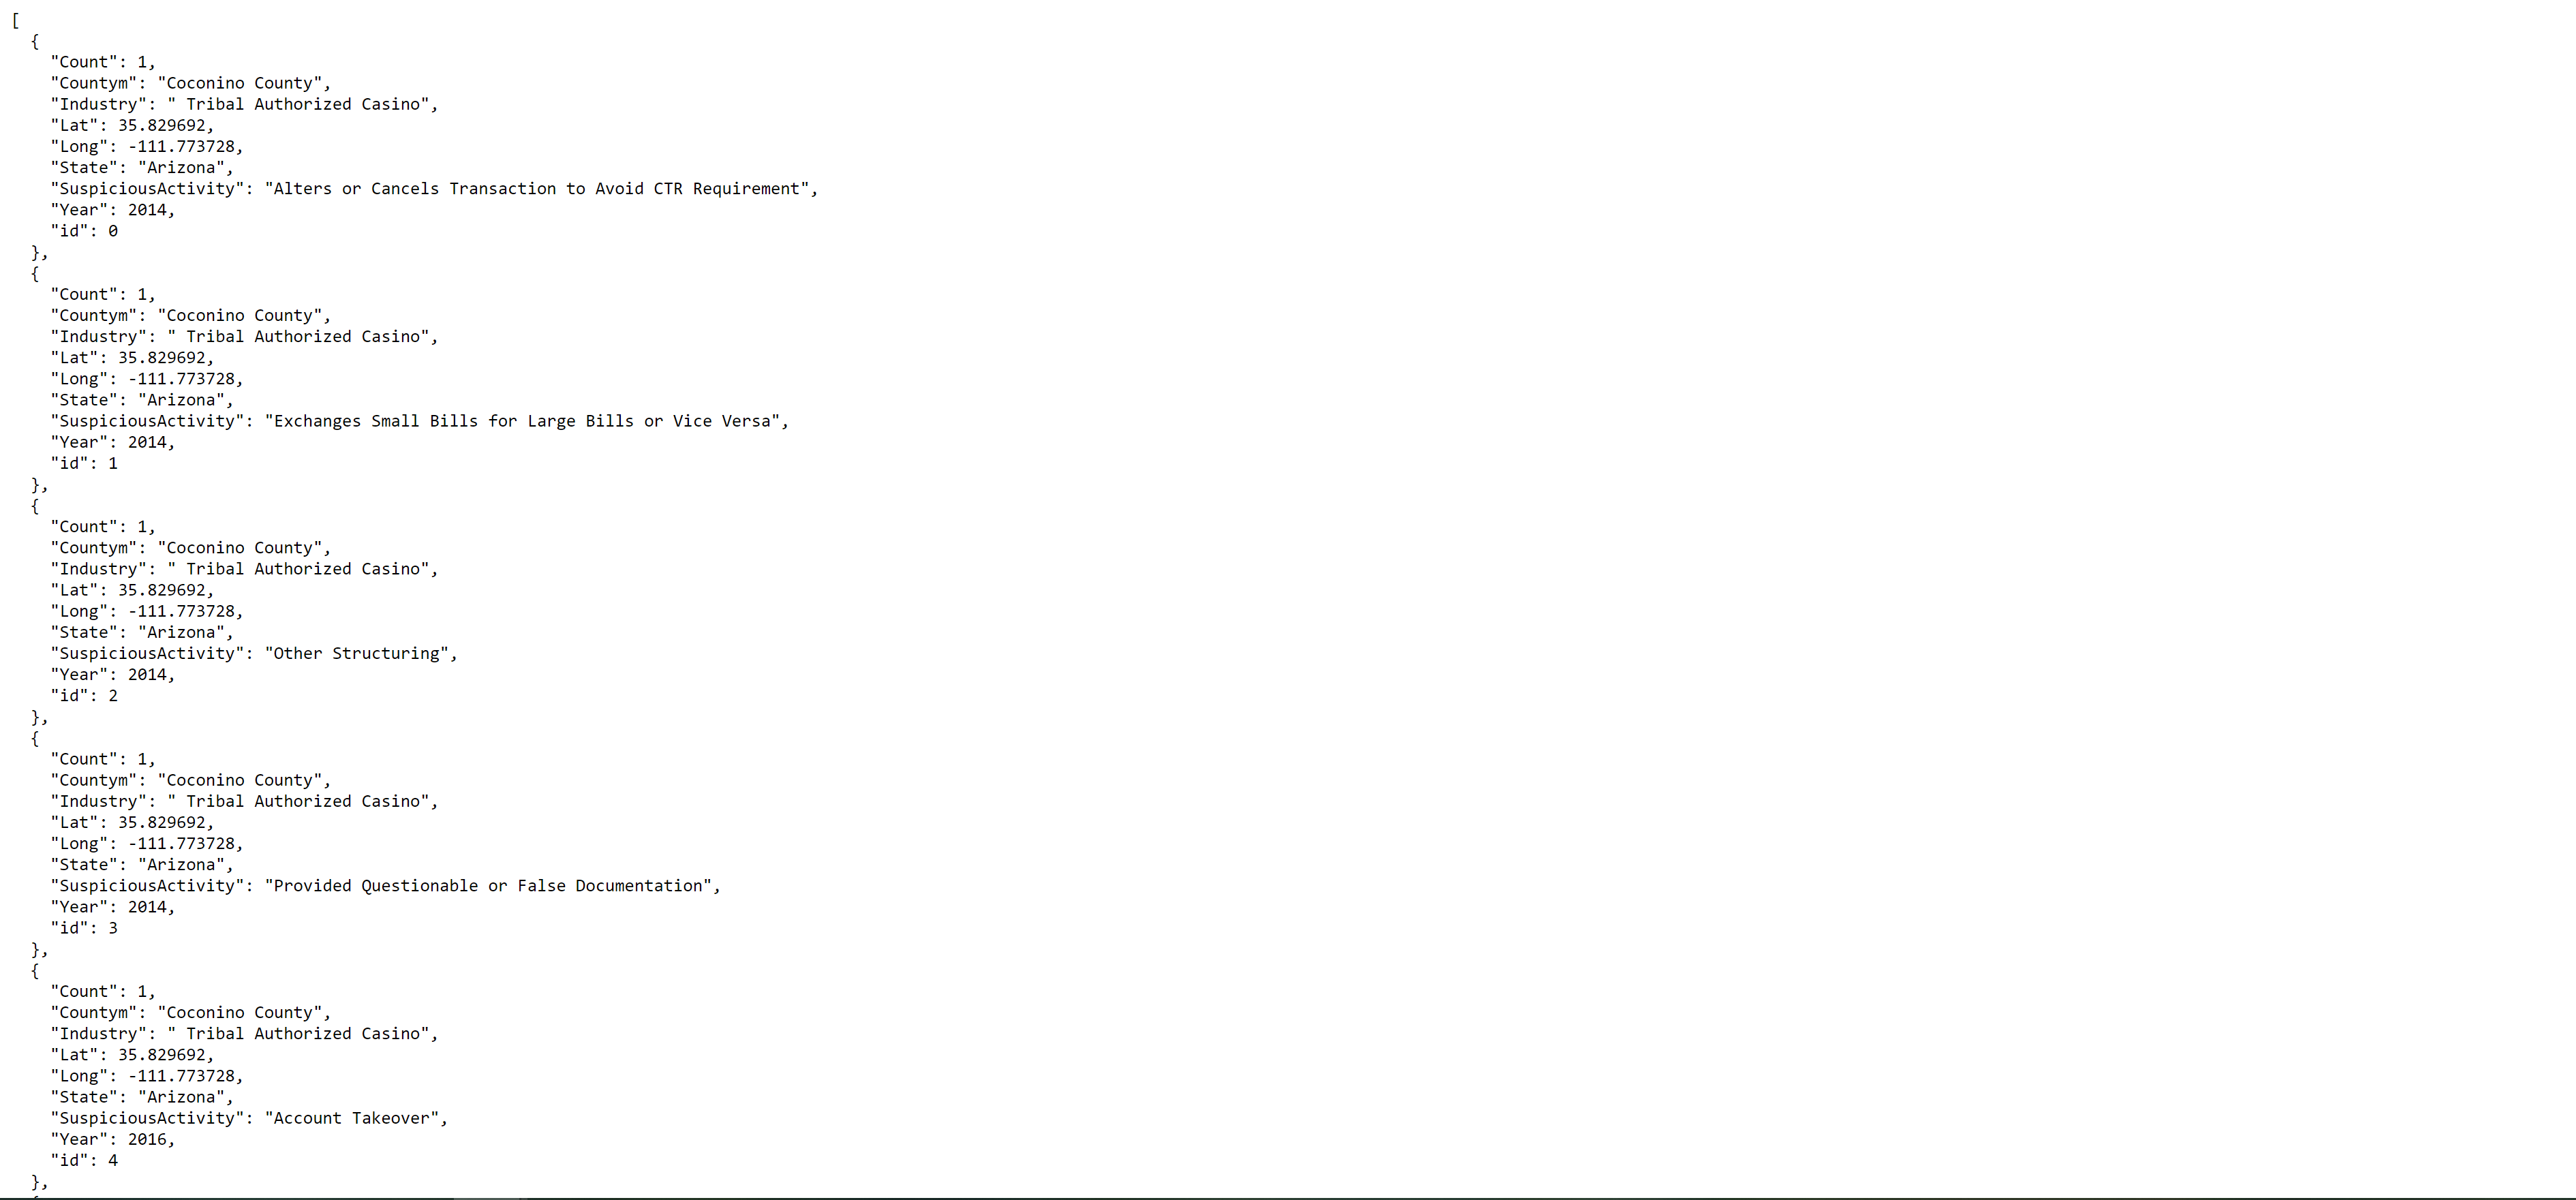 [
  {
    "Count": 1,
    "Countym": "Coconino County",
    "Industry": " Tribal Authorized Casino",
    "Lat": 35.829692,
    "Long": -111.773728,
    "State": "Arizona",
    "SuspiciousActivity": "Alters or Cancels Transaction to Avoid CTR Requirement",
    "Year": 2014,
    "id": 0
  },
  {
    "Count": 1,
    "Countym": "Coconino County",
    "Industry": " Tribal Authorized Casino",
    "Lat": 35.829692,
    "Long": -111.773728,
    "State": "Arizona",
    "SuspiciousActivity": "Exchanges Small Bills for Large Bills or Vice Versa",
    "Year": 2014,
    "id": 1
  },
  {
    "Count": 1,
    "Countym": "Coconino County",
    "Industry": " Tribal Authorized Casino",
    "Lat": 35.829692,
    "Long": -111.773728,
    "State": "Arizona",
    "SuspiciousActivity": "Other Structuring",
    "Year": 2014,
    "id": 2
  },
  {
    "Count": 1,
    "Countym": "Coconino County",
    "Industry": " Tribal Authorized Casino",
    "Lat": 35.829692,
    "Long": -111.773728,
    "State": "Arizona",
    "SuspiciousActivity": "Provided Questionable or False Documentation",
    "Year": 2014,
    "id": 3
  },
  {
    "Count": 1,
    "Countym": "Coconino County",
    "Industry": " Tribal Authorized Casino",
    "Lat": 35.829692,
    "Long": -111.773728,
    "State": "Arizona",
    "SuspiciousActivity": "Account Takeover",
    "Year": 2016,
    "id": 4
  },